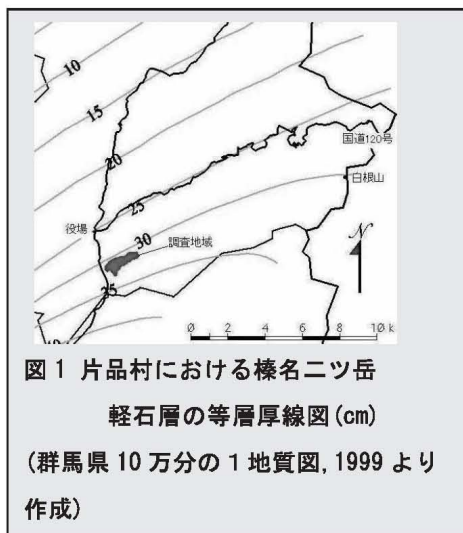 10
15
国道120号
20
白根山
役場
25
30
調査地域
N
35
0 2 4 6 8 10 k
図1 片品村における榛名二ツ岳
軽石層の等層厚線図(cm)
(群馬県10万分の1地質図,1999より
作成)